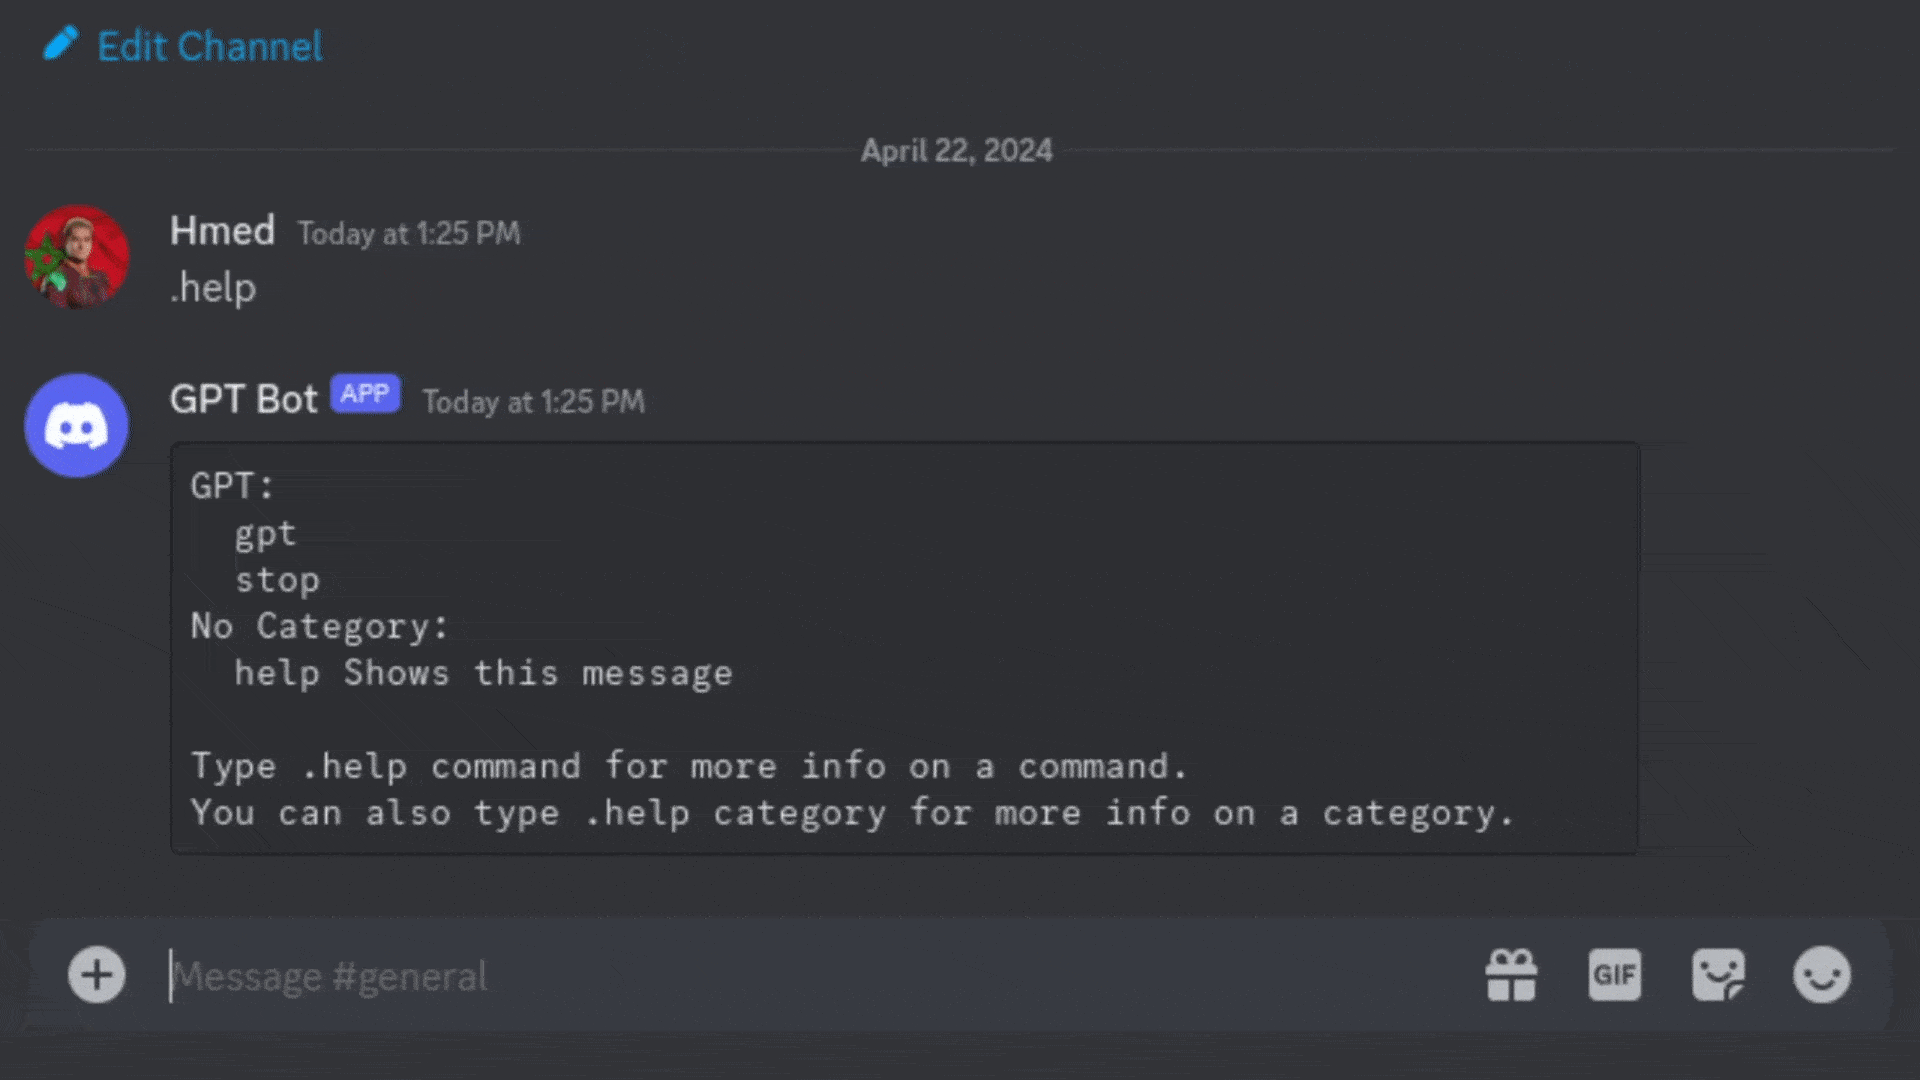 Edit Channel
April 22, 2024
Hmed Today at 1:25 PM
.help
GPT Bot APP Today at 1:25 PM
GPT:
gpt
stop
No Category:
help Shows this message
Type .help command for more info on a command.
You can also type .help category for more info on a category.
Message #general GIF